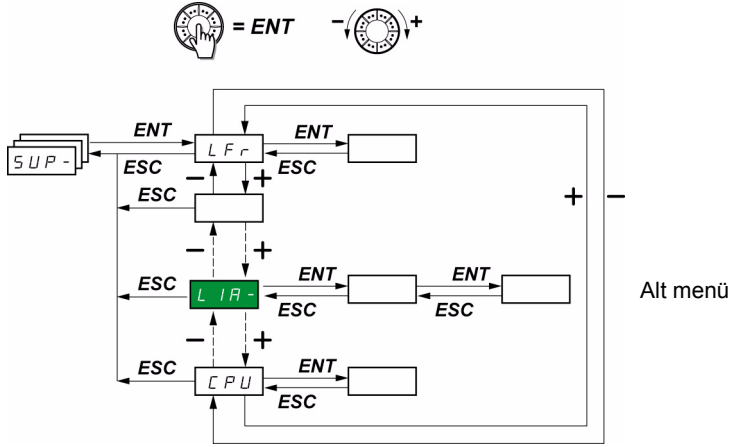 = ENT - +
ENT ENT
SUP- LFr
ESC ESC
- +
ESC + -
- +
ESC ENT ENT
LIA- Alt menü
ESC ESC
- +
ESC ENT
CPU
ESC